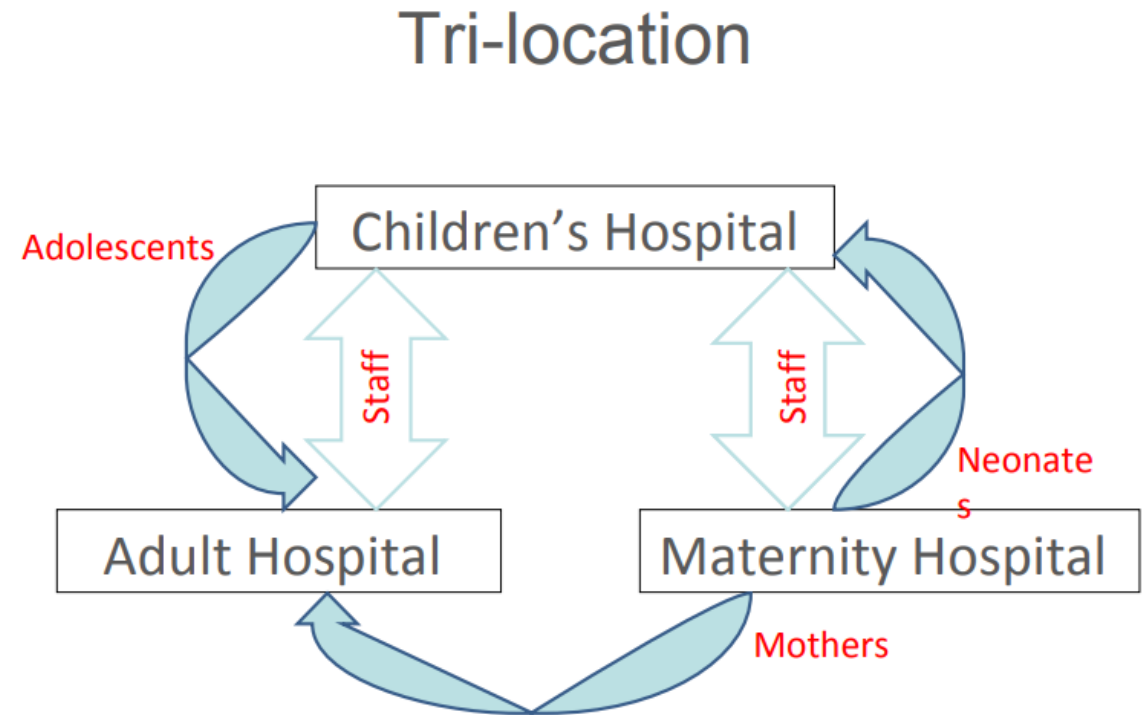 Tri-location
Children's Hospital
Adolescents
Staff
Staff
Neonate
s
Adult Hospital
Maternity Hospital
Mothers